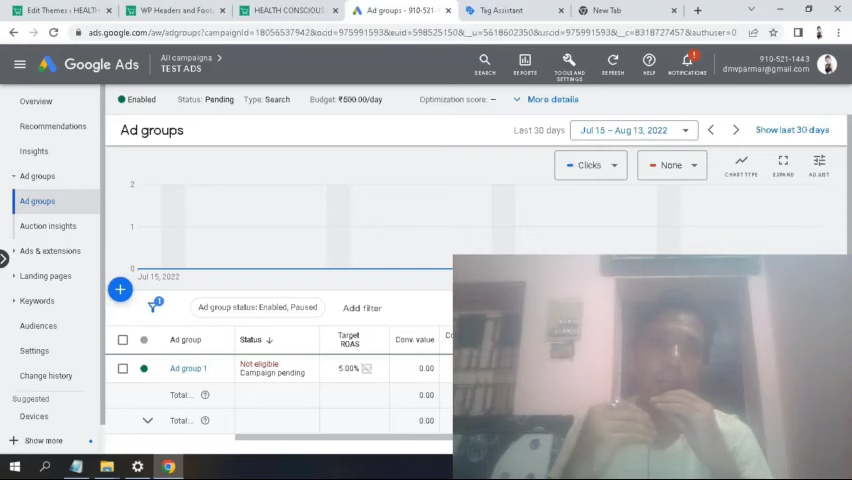 Edit Themes ‹ HEALTH
WP Headers and Foot
HEALTH CONSCIOUS
Ad groups - 910-521-1
Tag Assistant
New Tab
ads.google.com/aw/adgroups?campaignId=18056537942&ocid=975991593&euid=598525150&__u=5618602350&uscid=975991593&__c=8318727457&authuser=0
Google Ads
All campaigns
TEST ADS
SEARCH
REPORTS
TOOLS AND SETTINGS
REFRESH
HELP
NOTIFICATIONS
910-521-1443
dmvparmar@gmail.com
Enabled Status: Pending Type: Search Budget: ₹500.00/day Optimization score: – More details
Overview
Recommendations
Insights
Ad groups
Ad groups
Auction insights
Ads & extensions
Landing pages
Keywords
Audiences
Settings
Change history
Suggested
Devices
Show more
Ad groups
Last 30 days
Jul 15 – Aug 13, 2022
Show last 30 days
Clicks
None
CHART TYPE
EXPAND
ADJUST
2
1
0
Jul 15, 2022
1
Ad group status: Enabled, Paused
Add filter
Ad group Status Target ROAS Conv. value
Ad group 1 Not eligible 5.00% 0.00
Campaign pending
Total... 0.00
Total... 0.00